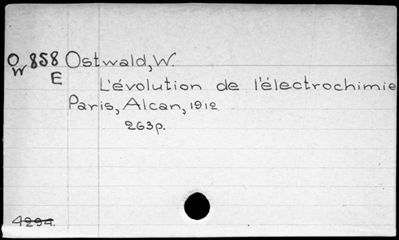 O 858 Ostwald, W.
W E
L'évolution de l'électrochimie
Paris, Alcan, 1912.
263p.
4294.